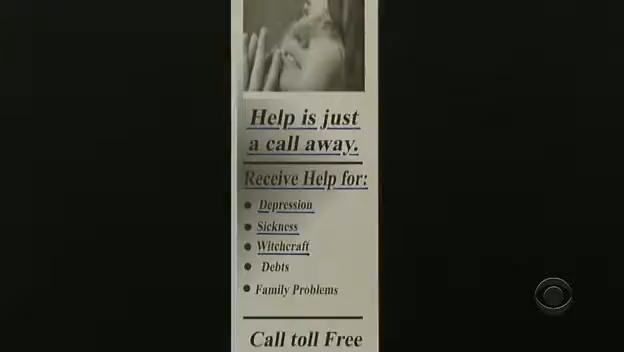 Help is just
a call away.
Receive Help for:
Depression
Sickness
Witchcraft
Debts
Family Problems
Call toll Free